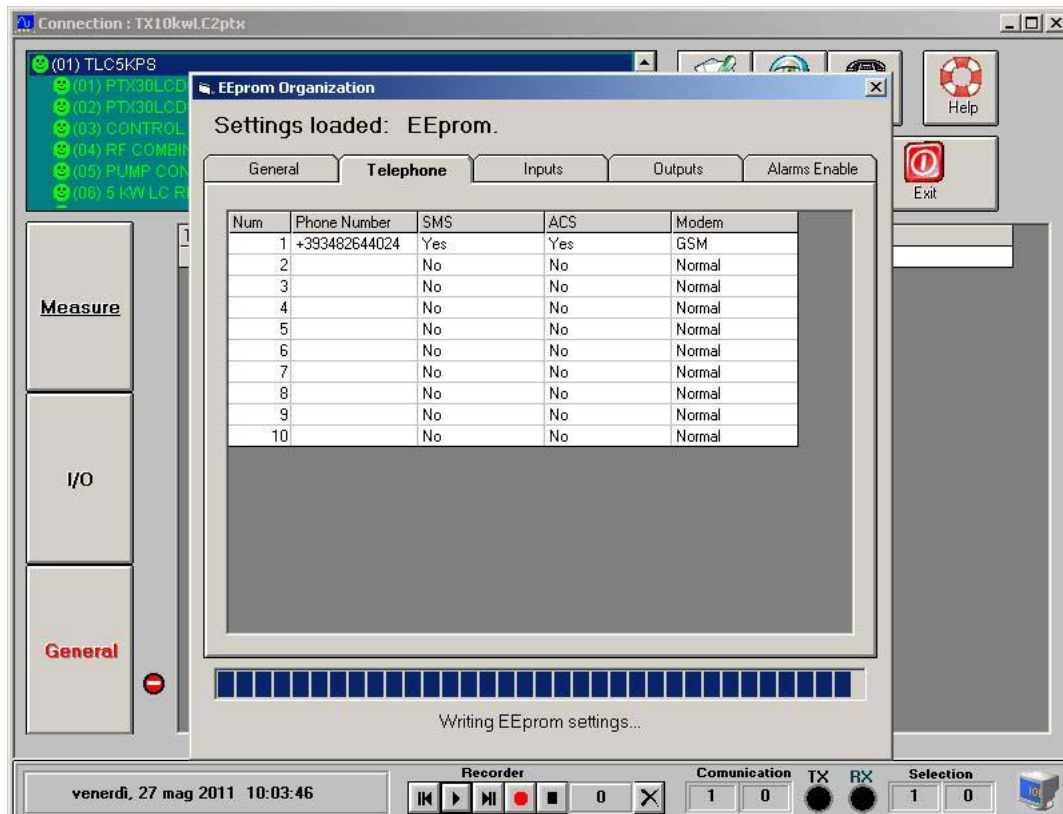 Connection : TX10kwLC2ptx
(01) TLC5KPS
(01) PTX30LCD
(02) PTX30LCD
(03) CONTROL
(04) RF COMBIN
(05) PUMP CON
(06) 5 KW LC R
Help
Exit
EEprom Organization
Settings loaded: EEprom.
General Telephone Inputs Outputs Alarms Enable
Num Phone Number SMS ACS Modem
1 +393482644024 Yes Yes GSM
2 No No Normal
3 No No Normal
4 No No Normal
5 No No Normal
6 No No Normal
7 No No Normal
8 No No Normal
9 No No Normal
10 No No Normal
Measure
I/O
General
Writing EEprom settings...
venerdì, 27 mag 2011 10:03:46
Recorder
0
Comunication
1 0
TX RX
Selection
1 0